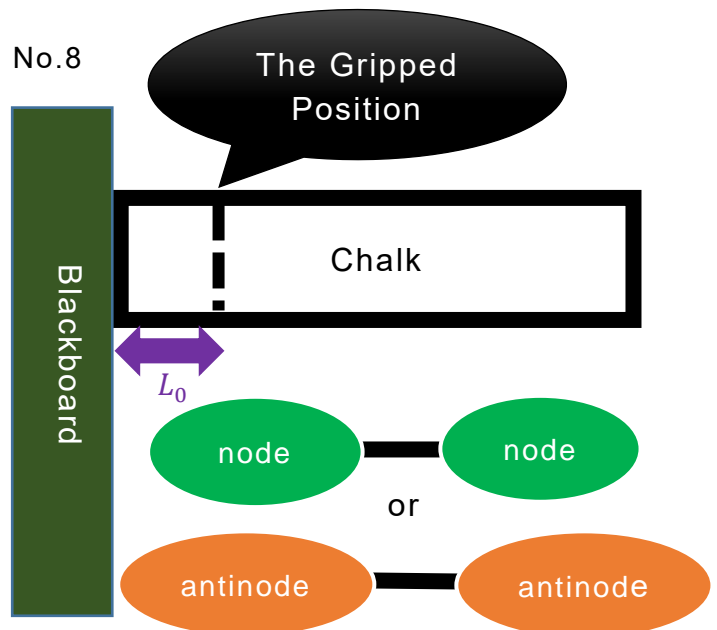 No.8
The Gripped
Position
Blackboard
Chalk
L₀
node
node
or
antinode
antinode